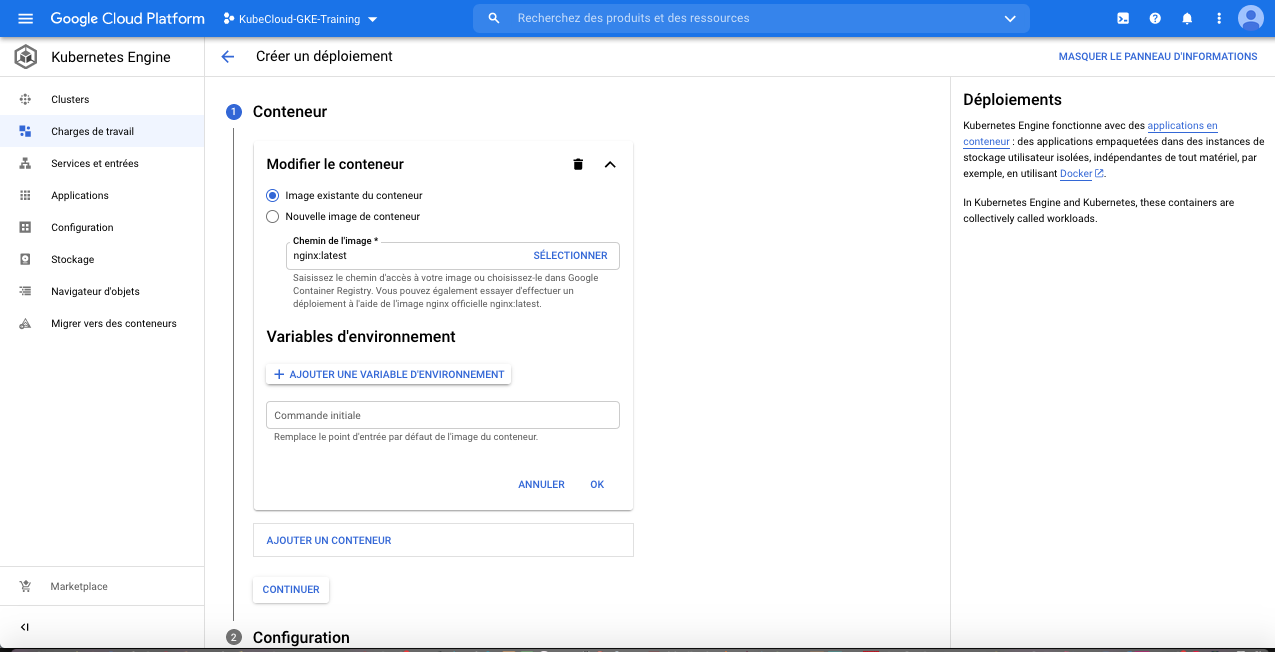 Google Cloud Platform
KubeCloud-GKE-Training
Recherchez des produits et des ressources
Kubernetes Engine
Créer un déploiement
MASQUER LE PANNEAU D'INFORMATIONS
Clusters
Charges de travail
Services et entrées
Applications
Configuration
Stockage
Navigateur d'objets
Migrer vers des conteneurs
Marketplace
1 Conteneur
Modifier le conteneur
Image existante du conteneur
Nouvelle image de conteneur
Chemin de l'image *
nginx:latest
SÉLECTIONNER
Saisissez le chemin d'accès à votre image ou choisissez-le dans Google
Container Registry. Vous pouvez également essayer d'effectuer un
déploiement à l'aide de l'image nginx officielle nginx:latest.
Variables d'environnement
AJOUTER UNE VARIABLE D'ENVIRONNEMENT
Commande initiale
Remplace le point d'entrée par défaut de l'image du conteneur.
ANNULER OK
AJOUTER UN CONTENEUR
CONTINUER
2 Configuration
Déploiements
Kubernetes Engine fonctionne avec des applications en
conteneur : des applications empaquetées dans des instances de
stockage utilisateur isolées, indépendantes de tout matériel, par
exemple, en utilisant Docker.
In Kubernetes Engine and Kubernetes, these containers are
collectively called workloads.